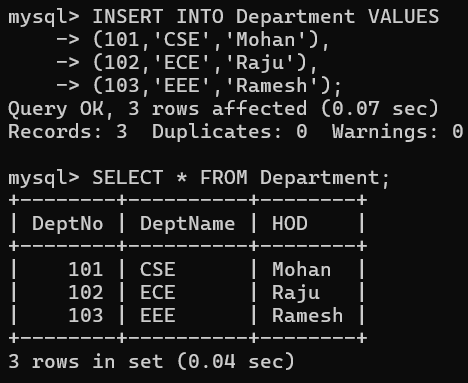 mysql> INSERT INTO Department VALUES
    -> (101,'CSE','Mohan'),
    -> (102,'ECE','Raju'),
    -> (103,'EEE','Ramesh');
Query OK, 3 rows affected (0.07 sec)
Records: 3  Duplicates: 0  Warnings: 0

mysql> SELECT * FROM Department;
+--------+----------+--------+
| DeptNo | DeptName | HOD    |
+--------+----------+--------+
|    101 | CSE      | Mohan  |
|    102 | ECE      | Raju   |
|    103 | EEE      | Ramesh |
+--------+----------+--------+
3 rows in set (0.04 sec)